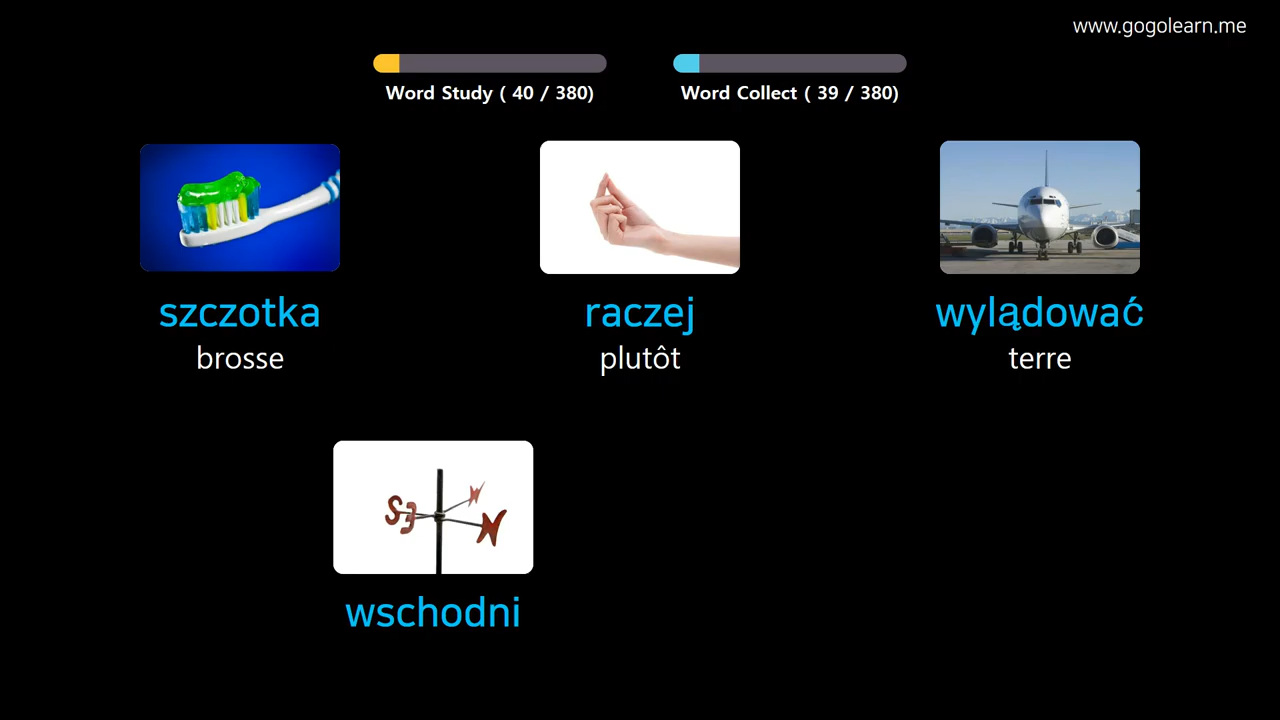 www.gogolearn.me
Word Study ( 40 / 380)
Word Collect ( 39 / 380)
szczotka
raczej
wylądować
brosse
plutôt
terre
wschodni